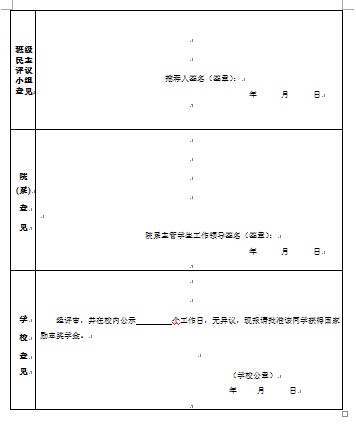 班级
民主
评议
小组
意见
推荐人签名（签章）：
年 月 日
院
(系)
意
见
院系主管学生工作领导签名（签章）：
年 月 日
学
校
意
见
经评审，并在校内公示________个工作日，无异议，现报请批准该同学获得国家
励志奖学金。
（学校公章）
年 月 日